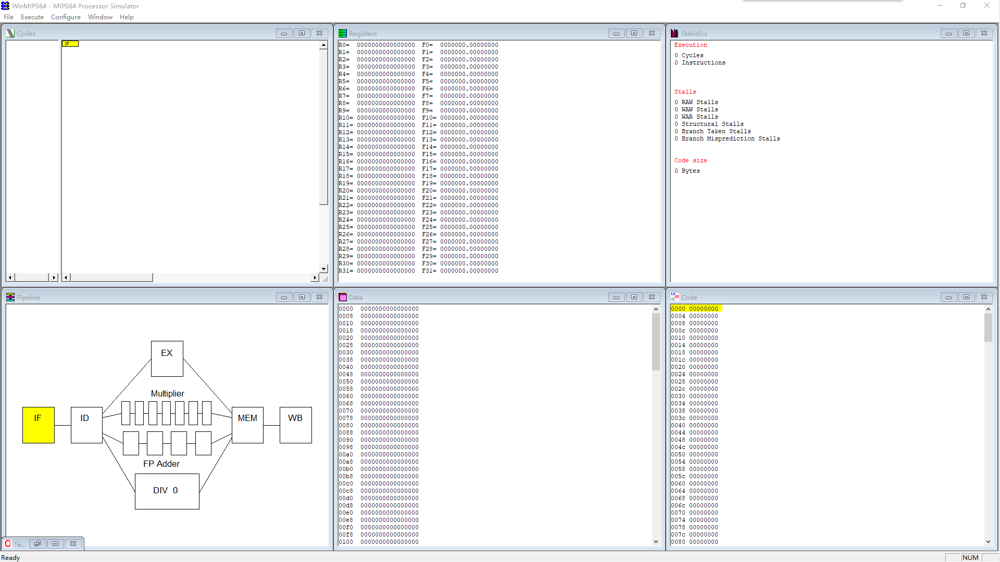 WinMIPS64 - MIPS64 Processor Simulator
File Execute Configure Window Help
Cycles
IF
Registers
R0= 0000000000000000 F0= 0000000.00000000
R1= 0000000000000000 F1= 0000000.00000000
R2= 0000000000000000 F2= 0000000.00000000
R3= 0000000000000000 F3= 0000000.00000000
R4= 0000000000000000 F4= 0000000.00000000
R5= 0000000000000000 F5= 0000000.00000000
R6= 0000000000000000 F6= 0000000.00000000
R7= 0000000000000000 F7= 0000000.00000000
R8= 0000000000000000 F8= 0000000.00000000
R9= 0000000000000000 F9= 0000000.00000000
R10= 0000000000000000 F10= 0000000.00000000
R11= 0000000000000000 F11= 0000000.00000000
R12= 0000000000000000 F12= 0000000.00000000
R13= 0000000000000000 F13= 0000000.00000000
R14= 0000000000000000 F14= 0000000.00000000
R15= 0000000000000000 F15= 0000000.00000000
R16= 0000000000000000 F16= 0000000.00000000
R17= 0000000000000000 F17= 0000000.00000000
R18= 0000000000000000 F18= 0000000.00000000
R19= 0000000000000000 F19= 0000000.00000000
R20= 0000000000000000 F20= 0000000.00000000
R21= 0000000000000000 F21= 0000000.00000000
R22= 0000000000000000 F22= 0000000.00000000
R23= 0000000000000000 F23= 0000000.00000000
R24= 0000000000000000 F24= 0000000.00000000
R25= 0000000000000000 F25= 0000000.00000000
R26= 0000000000000000 F26= 0000000.00000000
R27= 0000000000000000 F27= 0000000.00000000
R28= 0000000000000000 F28= 0000000.00000000
R29= 0000000000000000 F29= 0000000.00000000
R30= 0000000000000000 F30= 0000000.00000000
R31= 0000000000000000 F31= 0000000.00000000
Statistics
Execution
0 Cycles
0 Instructions
Stalls
0 RAW Stalls
0 WAW Stalls
0 WAR Stalls
0 Structural Stalls
0 Branch Taken Stalls
0 Branch Misprediction Stalls
Code size
0 Bytes
Pipeline
EX
Multiplier
IF ID MEM WB
FP Adder
DIV 0
Te...
Data
0000 0000000000000000
0008 0000000000000000
0010 0000000000000000
0018 0000000000000000
0020 0000000000000000
0028 0000000000000000
0030 0000000000000000
0038 0000000000000000
0040 0000000000000000
0048 0000000000000000
0050 0000000000000000
0058 0000000000000000
0060 0000000000000000
0068 0000000000000000
0070 0000000000000000
0078 0000000000000000
0080 0000000000000000
0088 0000000000000000
0090 0000000000000000
0098 0000000000000000
00a0 0000000000000000
00a8 0000000000000000
00b0 0000000000000000
00b8 0000000000000000
00c0 0000000000000000
00c8 0000000000000000
00d0 0000000000000000
00d8 0000000000000000
00e0 0000000000000000
00e8 0000000000000000
00f0 0000000000000000
00f8 0000000000000000
0100 0000000000000000
Code
0000 00000000
0004 00000000
0008 00000000
000c 00000000
0010 00000000
0014 00000000
0018 00000000
001c 00000000
0020 00000000
0024 00000000
0028 00000000
002c 00000000
0030 00000000
0034 00000000
0038 00000000
003c 00000000
0040 00000000
0044 00000000
0048 00000000
004c 00000000
0050 00000000
0054 00000000
0058 00000000
005c 00000000
0060 00000000
0064 00000000
0068 00000000
006c 00000000
0070 00000000
0074 00000000
0078 00000000
007c 00000000
0080 00000000
Ready
NUM